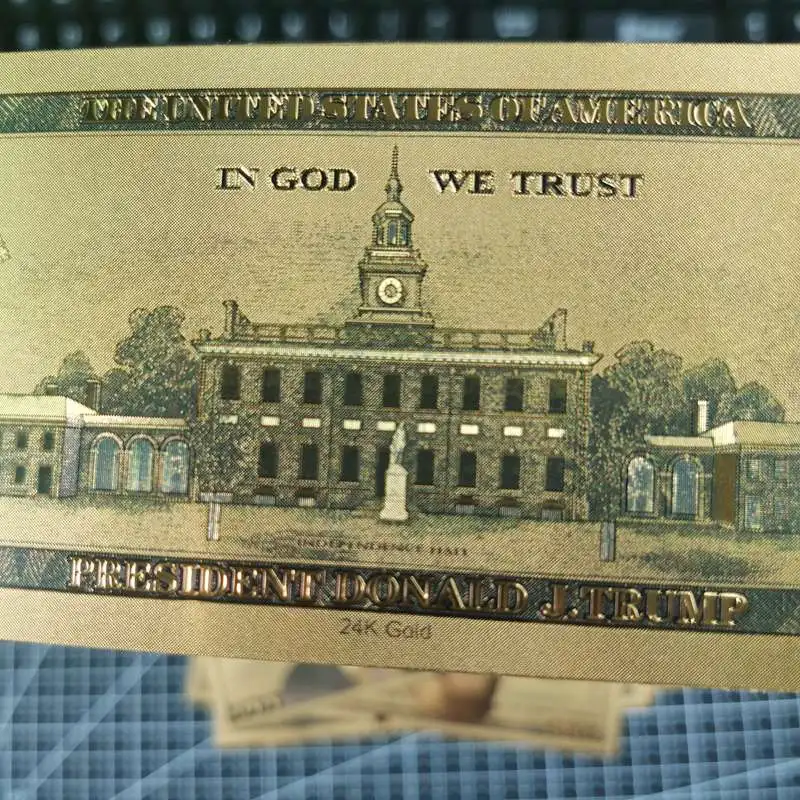 THE UNITED STATES OF AMERICA
IN GOD WE TRUST
INDEPENDENCE HALL
PRESIDENT DONALD J. TRUMP
24K Gold